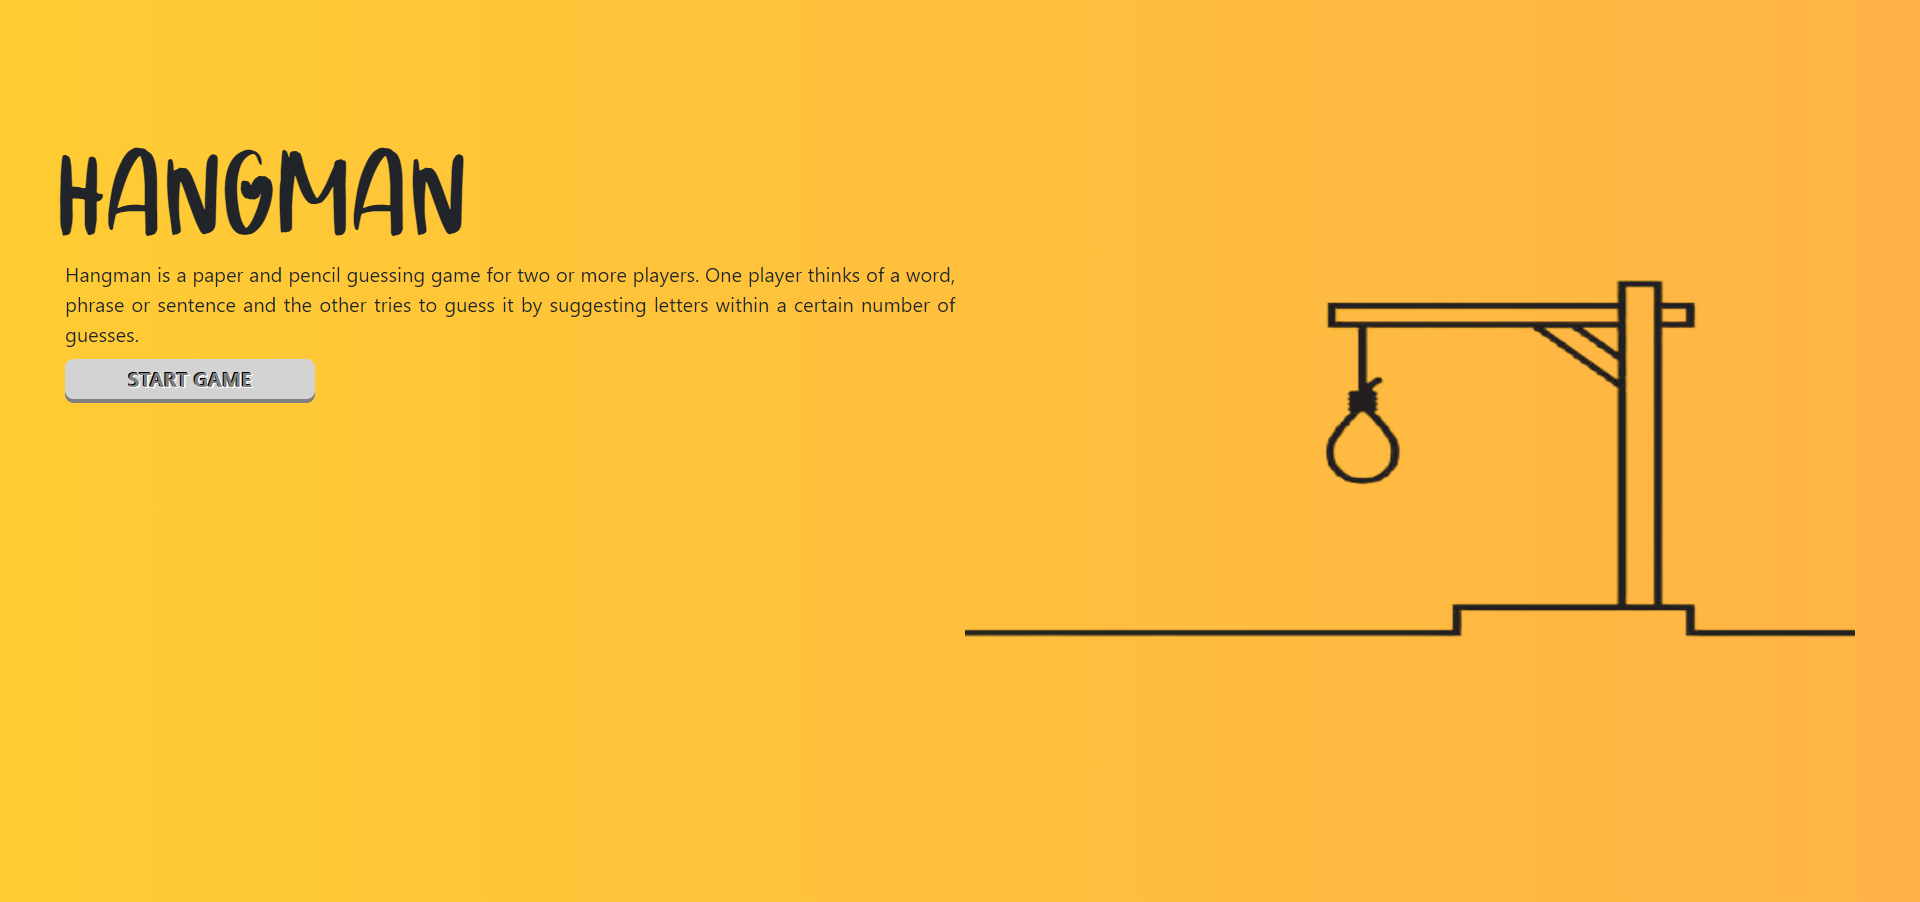 HANGMAN
Hangman is a paper and pencil guessing game for two or more players. One player thinks of a word,
phrase or sentence and the other tries to guess it by suggesting letters within a certain number of
guesses.
START GAME